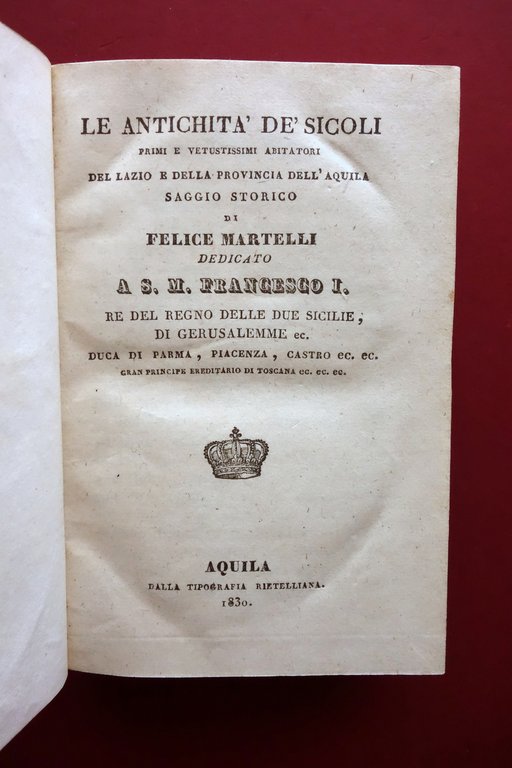 LE ANTICHITA' DE' SICOLI
PRIMI E VETUSTISSIMI ABITATORI
DEL LAZIO E DELLA PROVINCIA DELL'AQUILA
SAGGIO STORICO
DI
FELICE MARTELLI
DEDICATO
A S. M. FRANCESCO I.
RE DEL REGNO DELLE DUE SICILIE,
DI GERUSALEMME ec.
DUCA DI PARMA, PIACENZA, CASTRO ec. ec.
GRAN PRINCIPE EREDITARIO DI TOSCANA ec. ec. ec.
AQUILA
DALLA TIPOGRAFIA RIETELLIANA.
1830.